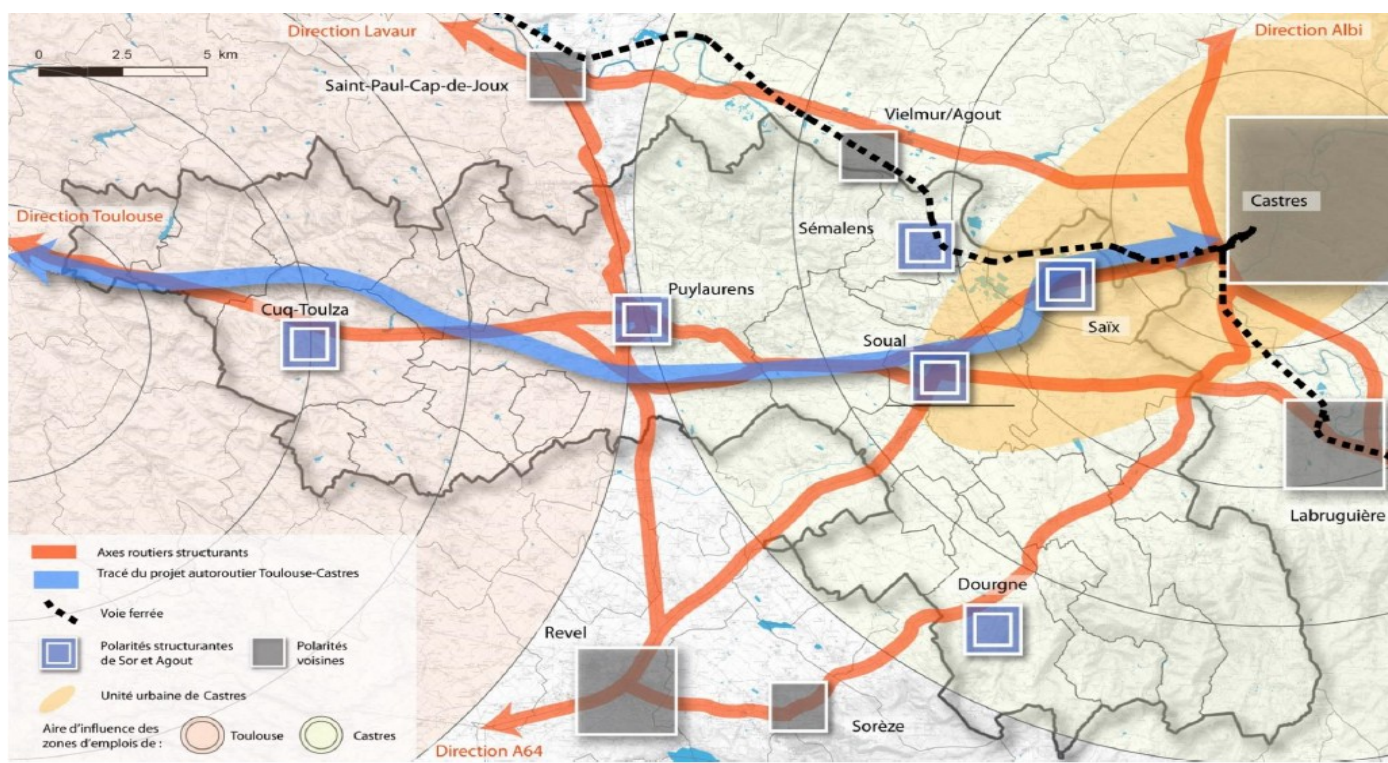 Direction Lavaur
Direction Albi
0 2.5 5 km
Saint-Paul-Cap-de-Joux
Vielmur/Agout
Castres
Direction Toulouse
Sémalens
Puylaurens
Cuq-Toulza
Saïx
Soual
Labruguière
Dourgne
Revel
Sorèze
Direction A64
Axes routiers structurants
Tracé du projet autoroutier Toulouse-Castres
Voie ferrée
Polarités structurantes
de Sor et Agout
Polarités
voisines
Unité urbaine de Castres
Aire d'influence des
zones d'emplois de :
Toulouse
Castres